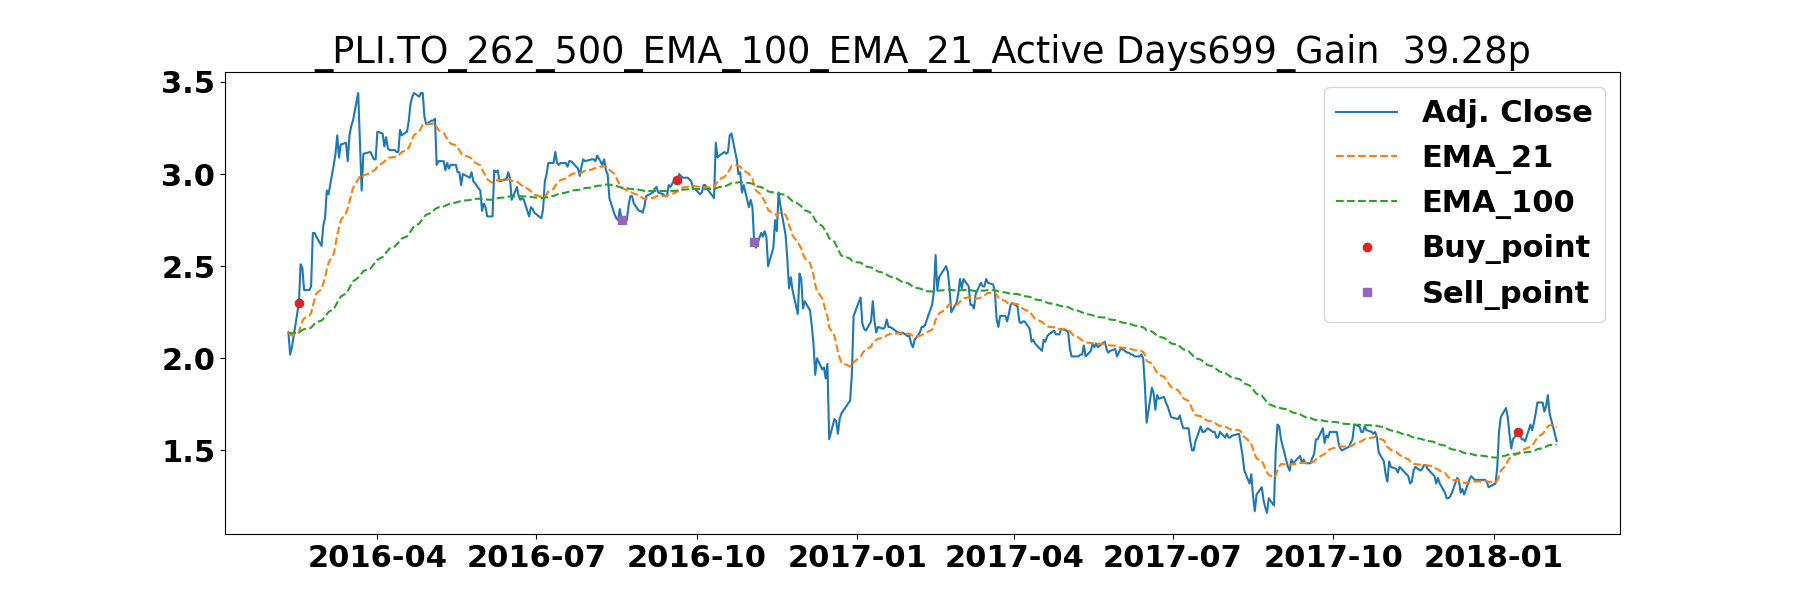 _PLI.TO_262_500_EMA_100_EMA_21_Active Days699_Gain  39.28p
3.5
3.0
2.5
2.0
1.5
Adj. Close
EMA_21
EMA_100
Buy_point
Sell_point
2016-04 2016-07 2016-10 2017-01 2017-04 2017-07 2017-10 2018-01